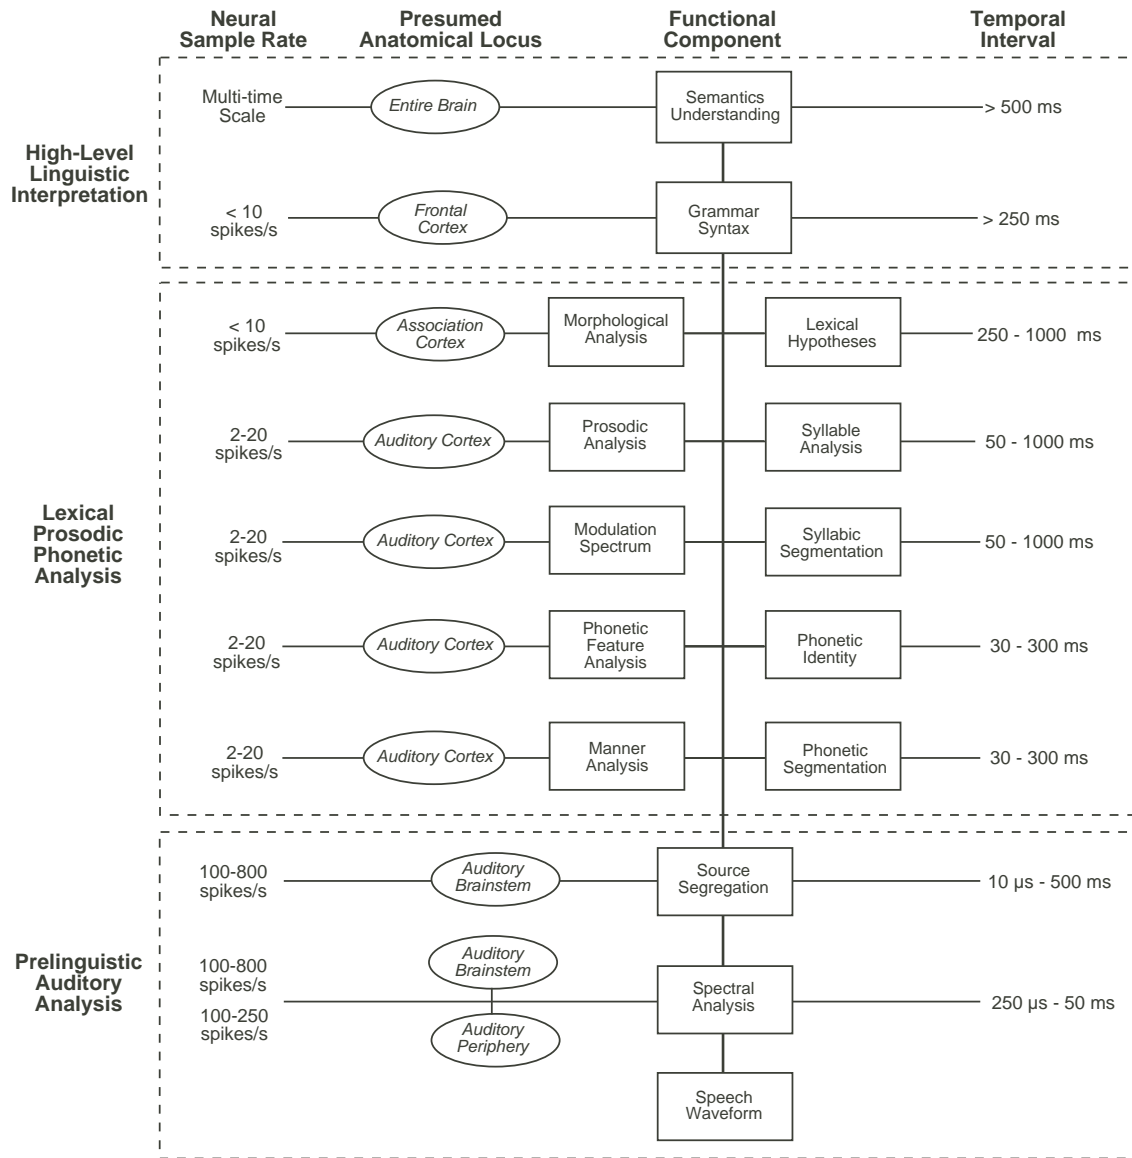 Neural
Sample Rate
Presumed
Anatomical Locus
Functional
Component
Temporal
Interval
High-Level
Linguistic
Interpretation
Multi-time
Scale
Entire Brain
Semantics
Understanding
> 500 ms
< 10
spikes/s
Frontal
Cortex
Grammar
Syntax
> 250 ms
Lexical
Prosodic
Phonetic
Analysis
< 10
spikes/s
Association
Cortex
Morphological
Analysis
Lexical
Hypotheses
250 - 1000 ms
2-20
spikes/s
Auditory Cortex
Prosodic
Analysis
Syllable
Analysis
50 - 1000 ms
2-20
spikes/s
Auditory Cortex
Modulation
Spectrum
Syllabic
Segmentation
50 - 1000 ms
2-20
spikes/s
Auditory Cortex
Phonetic
Feature
Analysis
Phonetic
Identity
30 - 300 ms
2-20
spikes/s
Auditory Cortex
Manner
Analysis
Phonetic
Segmentation
30 - 300 ms
Prelinguistic
Auditory
Analysis
100-800
spikes/s
Auditory
Brainstem
Source
Segregation
10 µs - 500 ms
100-800
spikes/s
100-250
spikes/s
Auditory
Brainstem
Auditory
Periphery
Spectral
Analysis
250 µs - 50 ms
Speech
Waveform